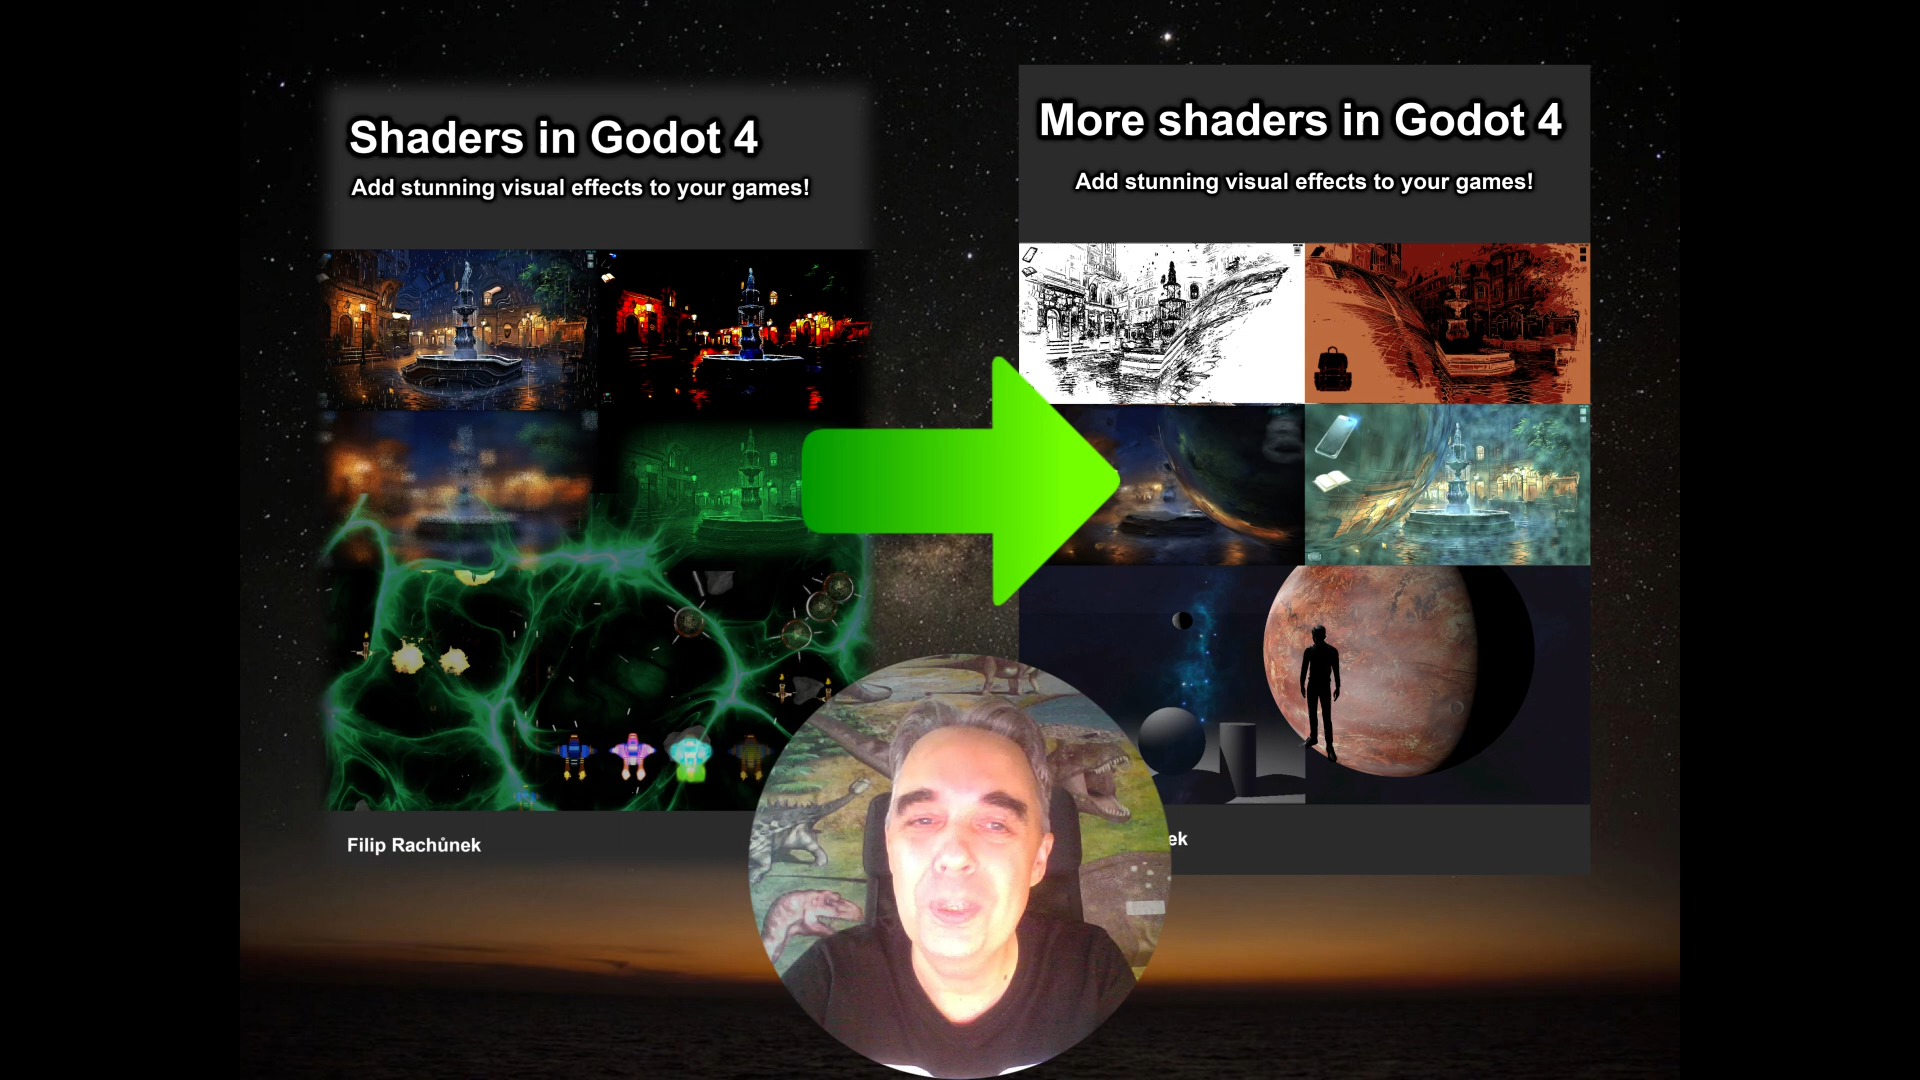 Shaders in Godot 4
Add stunning visual effects to your games!
Filip Rachůnek
More shaders in Godot 4
Add stunning visual effects to your games!
ek